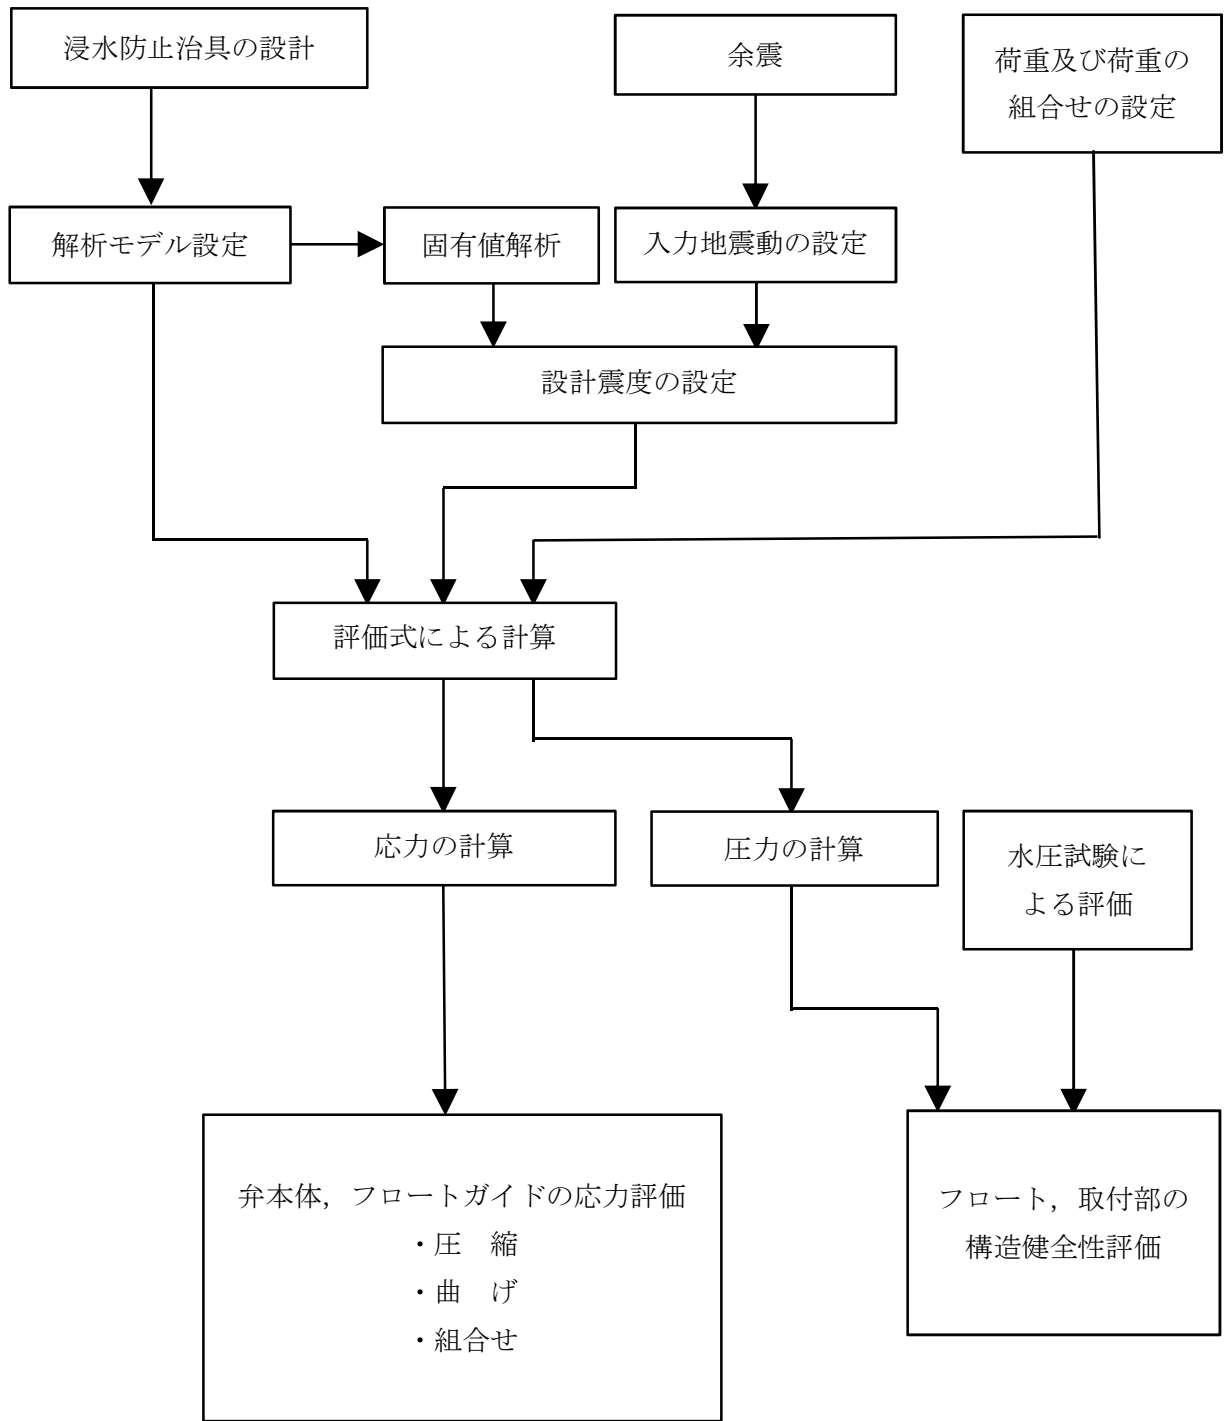 浸水防止治具の設計
余震
荷重及び荷重の
組合せの設定
解析モデル設定
固有値解析
入力地震動の設定
設計震度の設定
評価式による計算
応力の計算
圧力の計算
水圧試験に
よる評価
弁本体，フロートガイドの応力評価
・圧　縮
・曲　げ
・組合せ
フロート，取付部の
構造健全性評価